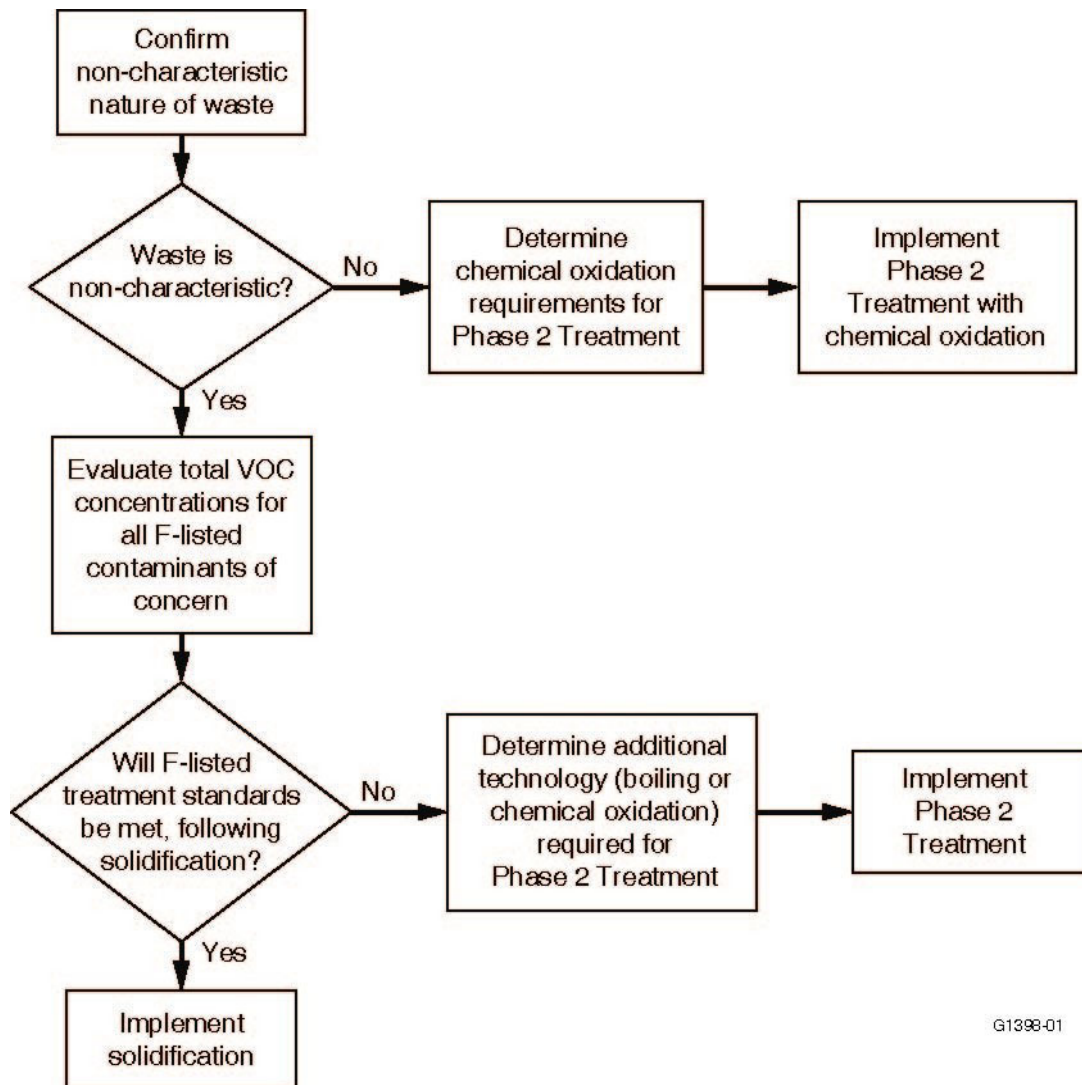 Confirm
non-characteristic
nature of waste
Waste is
non-characteristic?
No
Determine
chemical oxidation
requirements for
Phase 2 Treatment
Implement
Phase 2
Treatment with
chemical oxidation
Yes
Evaluate total VOC
concentrations for
all F-listed
contaminants of
concern
Will F-listed
treatment standards
be met, following
solidification?
No
Determine additional
technology (boiling or
chemical oxidation)
required for
Phase 2 Treatment
Implement
Phase 2
Treatment
Yes
Implement
solidification
G1398-01